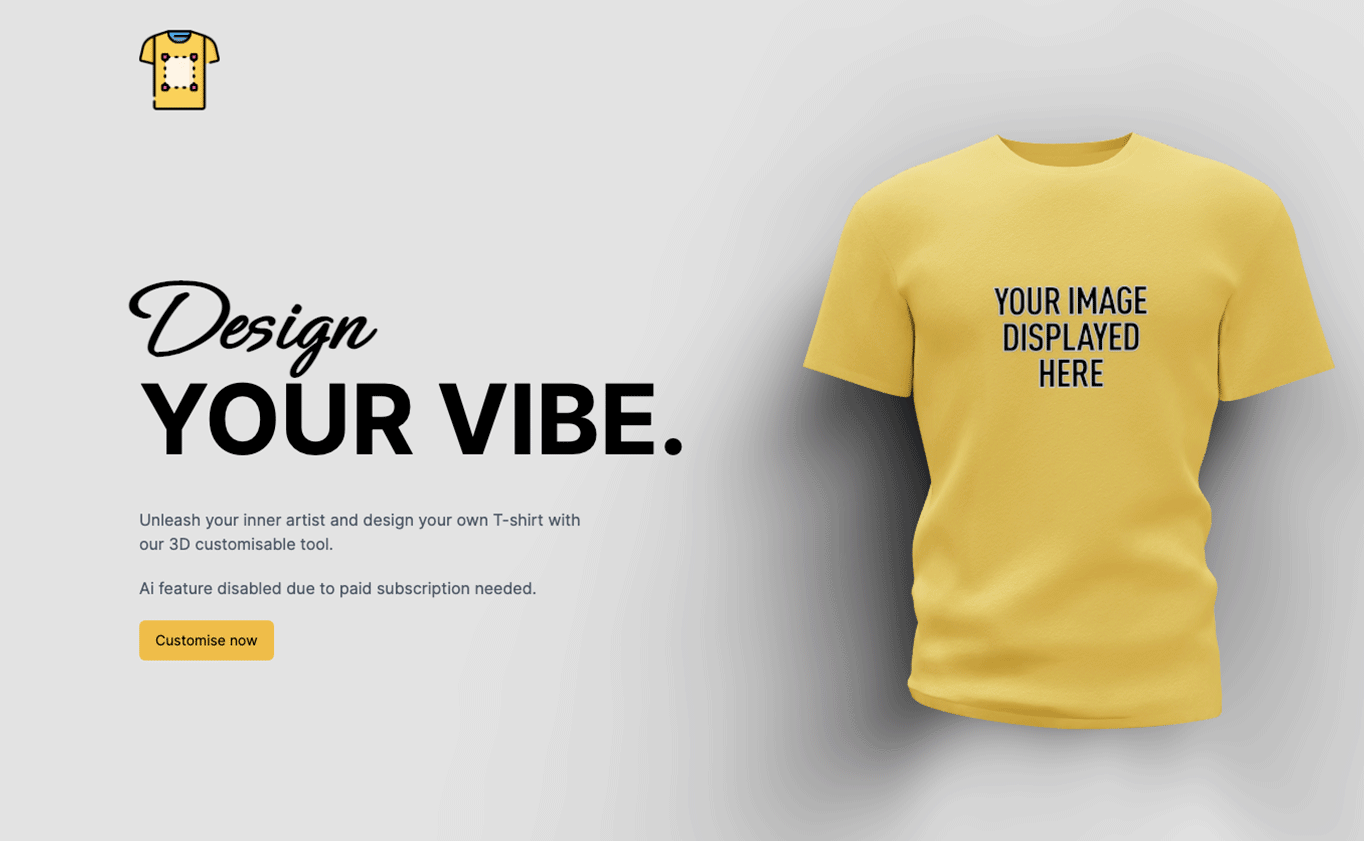 Design
YOUR VIBE.
Unleash your inner artist and design your own T-shirt with
our 3D customisable tool.
Ai feature disabled due to paid subscription needed.
Customise now
YOUR IMAGE
DISPLAYED
HERE